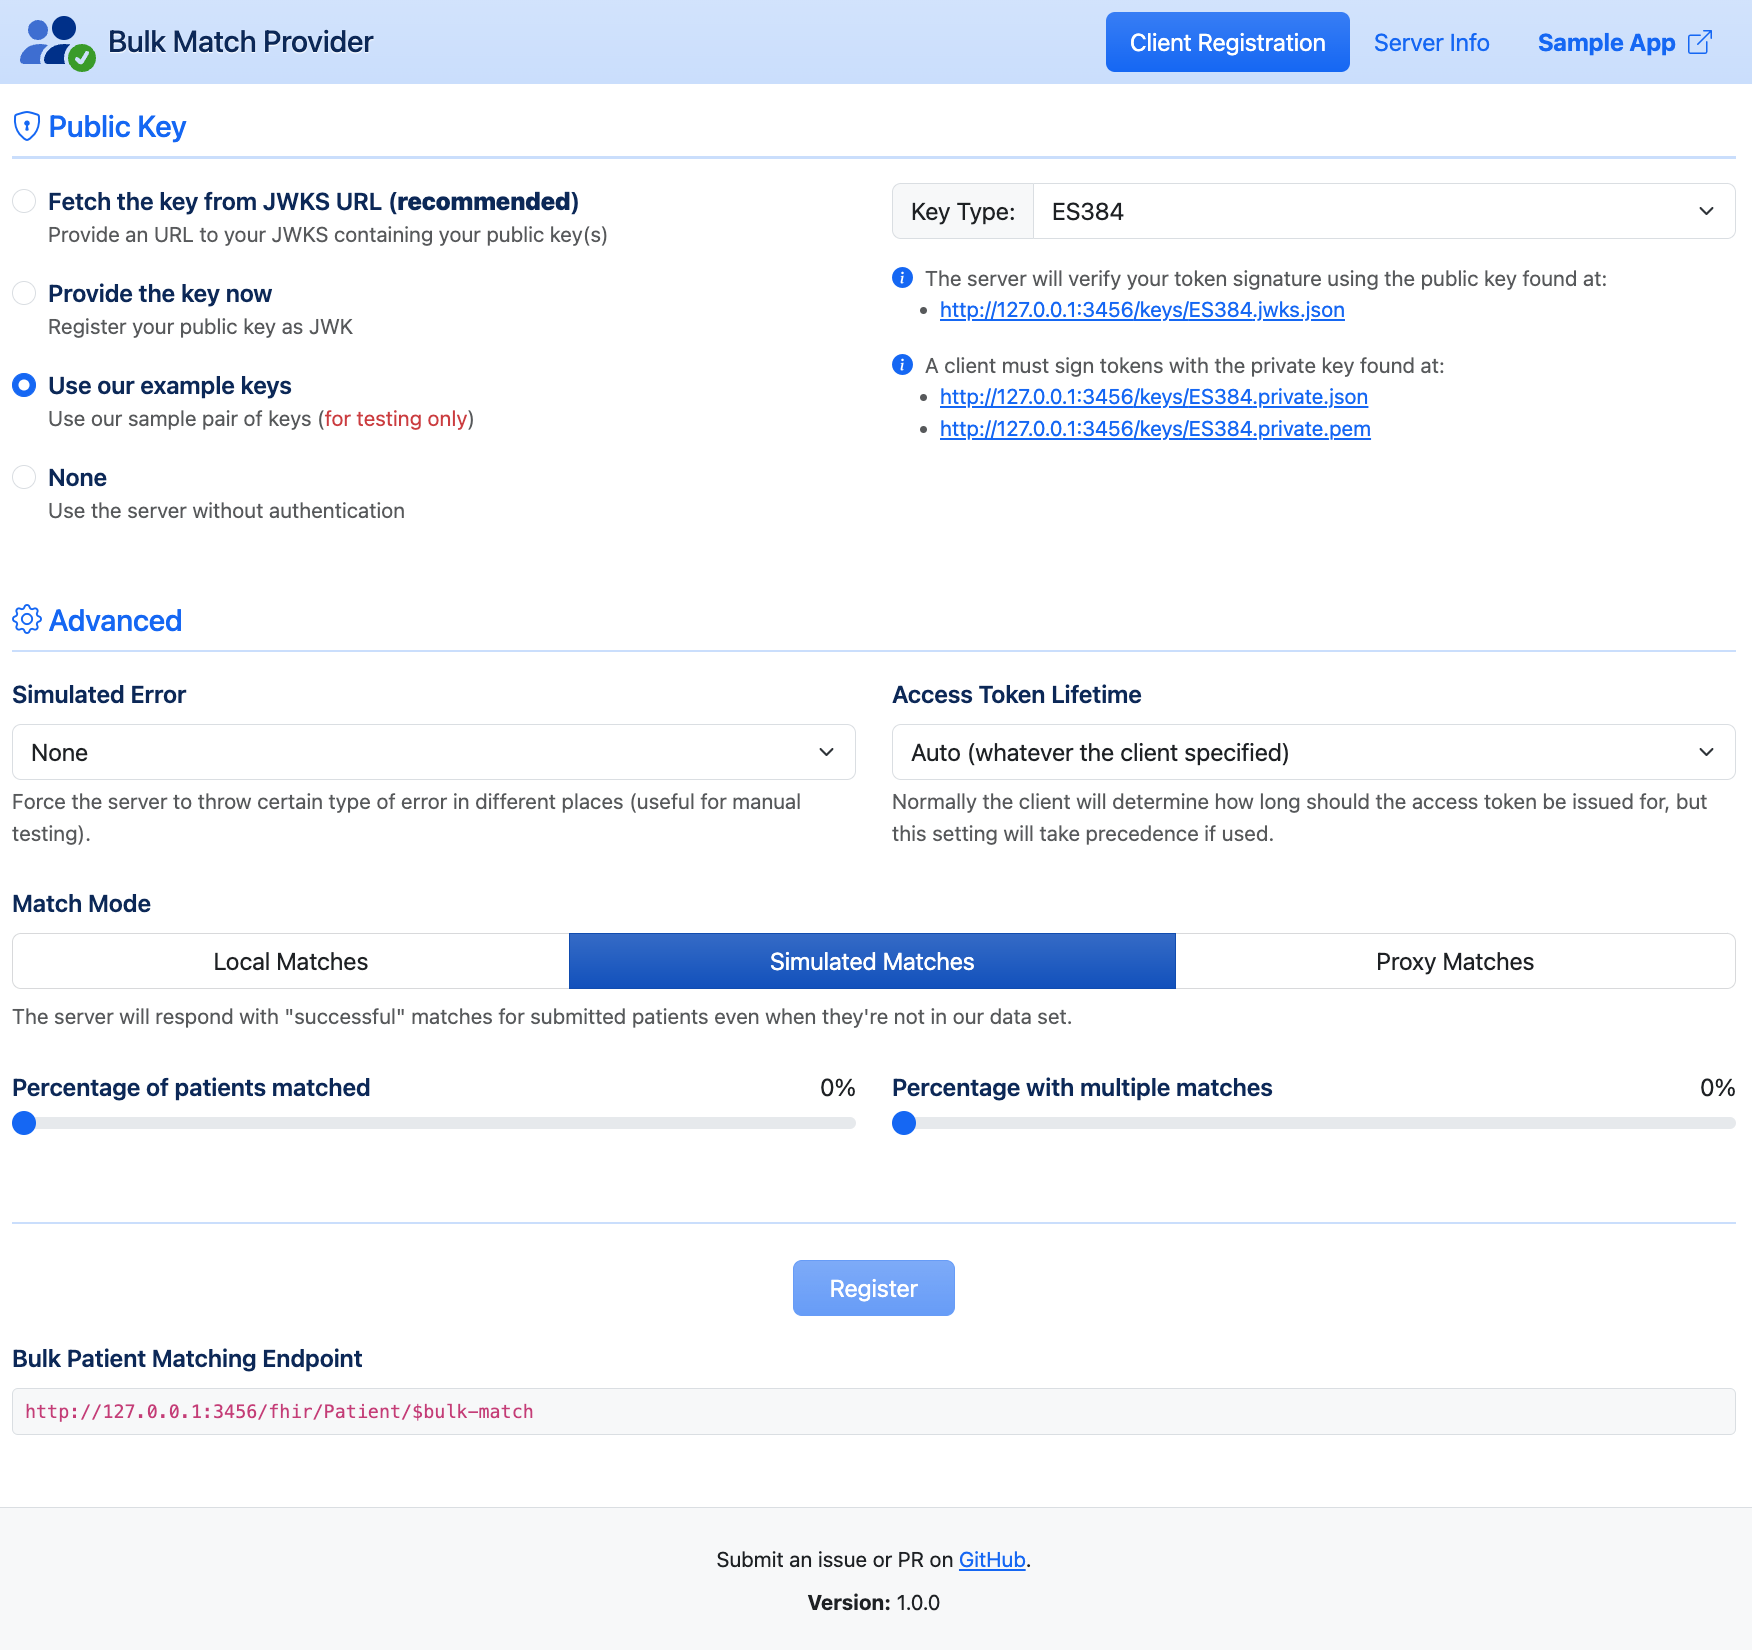 Bulk Match Provider
Client Registration
Server Info
Sample App
Public Key
Fetch the key from JWKS URL (recommended)
Provide an URL to your JWKS containing your public key(s)
Provide the key now
Register your public key as JWK
Use our example keys
Use our sample pair of keys (for testing only)
None
Use the server without authentication
Key Type:
ES384
The server will verify your token signature using the public key found at:
http://127.0.0.1:3456/keys/ES384.jwks.json
A client must sign tokens with the private key found at:
http://127.0.0.1:3456/keys/ES384.private.json
http://127.0.0.1:3456/keys/ES384.private.pem
Advanced
Simulated Error
None
Force the server to throw certain type of error in different places (useful for manual
testing).
Access Token Lifetime
Auto (whatever the client specified)
Normally the client will determine how long should the access token be issued for, but
this setting will take precedence if used.
Match Mode
Local Matches
Simulated Matches
Proxy Matches
The server will respond with "successful" matches for submitted patients even when they're not in our data set.
Percentage of patients matched
0%
Percentage with multiple matches
0%
Register
Bulk Patient Matching Endpoint
http://127.0.0.1:3456/fhir/Patient/$bulk-match
Submit an issue or PR on GitHub.
Version: 1.0.0